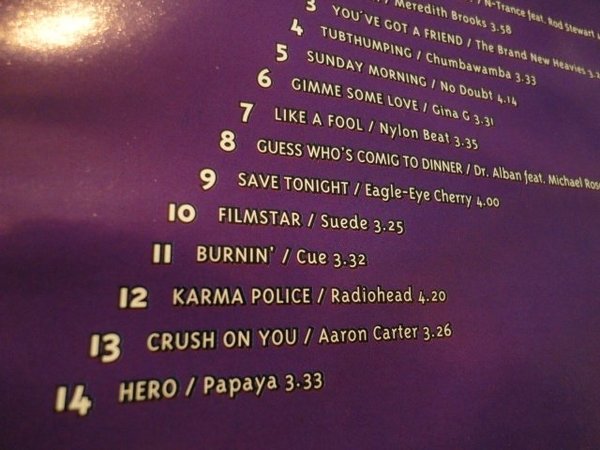 / N-Trance feat. Rod Stewart
/ Meredith Brooks 3.58
3 YOU'VE GOT A FRIEND / The Brand New Heavies
4 TUBTHUMPING / Chumbawamba 3.33
5 SUNDAY MORNING / No Doubt 4.14
6 GIMME SOME LOVE / Gina G 3.31
7 LIKE A FOOL / Nylon Beat 3.35
8 GUESS WHO'S COMIG TO DINNER / Dr. Alban feat. Michael Rose
9 SAVE TONIGHT / Eagle-Eye Cherry 4.00
10 FILMSTAR / Suede 3.25
11 BURNIN' / Cue 3.32
12 KARMA POLICE / Radiohead 4.20
13 CRUSH ON YOU / Aaron Carter 3.26
14 HERO / Papaya 3.33